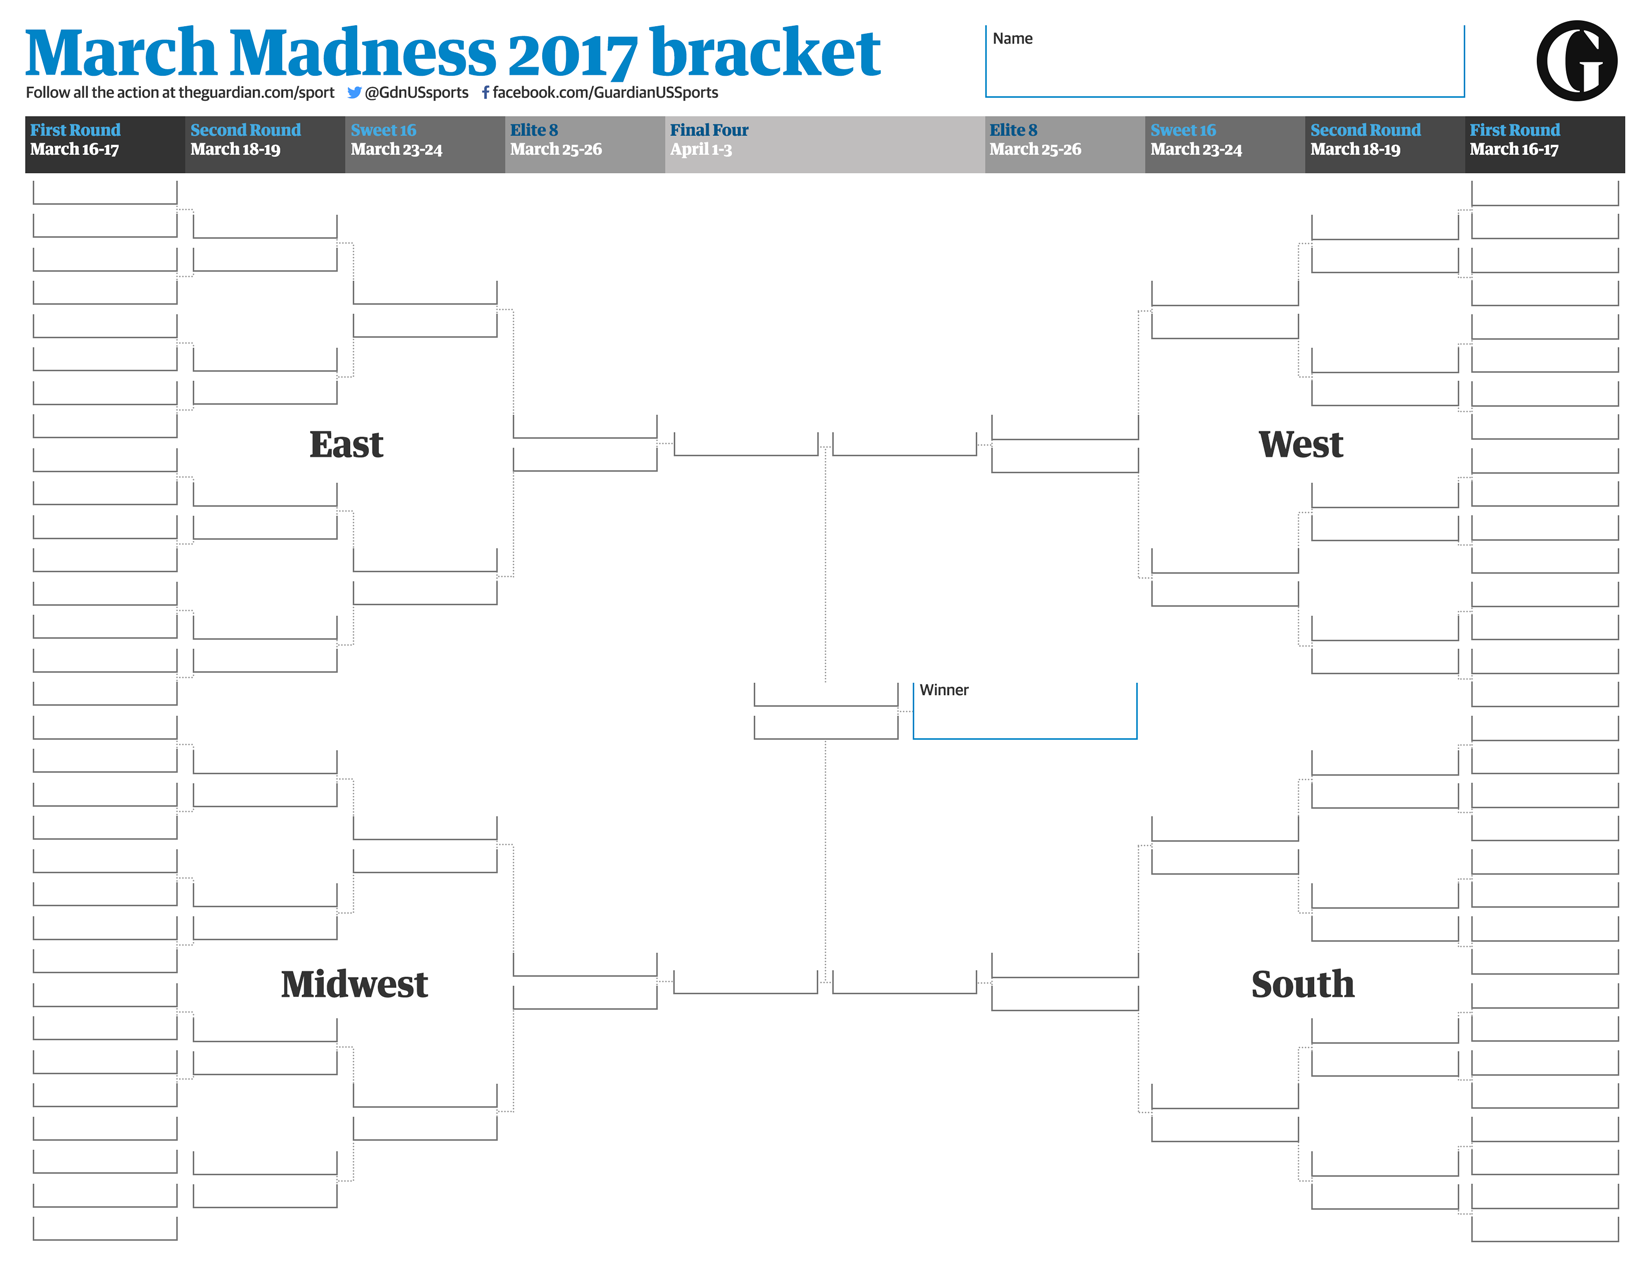 March Madness 2017 bracket
Follow all the action at theguardian.com/sport @GdnUSsports facebook.com/GuardianUSSports
Name
G
First Round Second Round Sweet 16 Elite 8 Final Four Elite 8 Sweet 16 Second Round First Round
March 16-17 March 18-19 March 23-24 March 25-26 April 1-3 March 25-26 March 23-24 March 18-19 March 16-17
East West
Winner
Midwest South